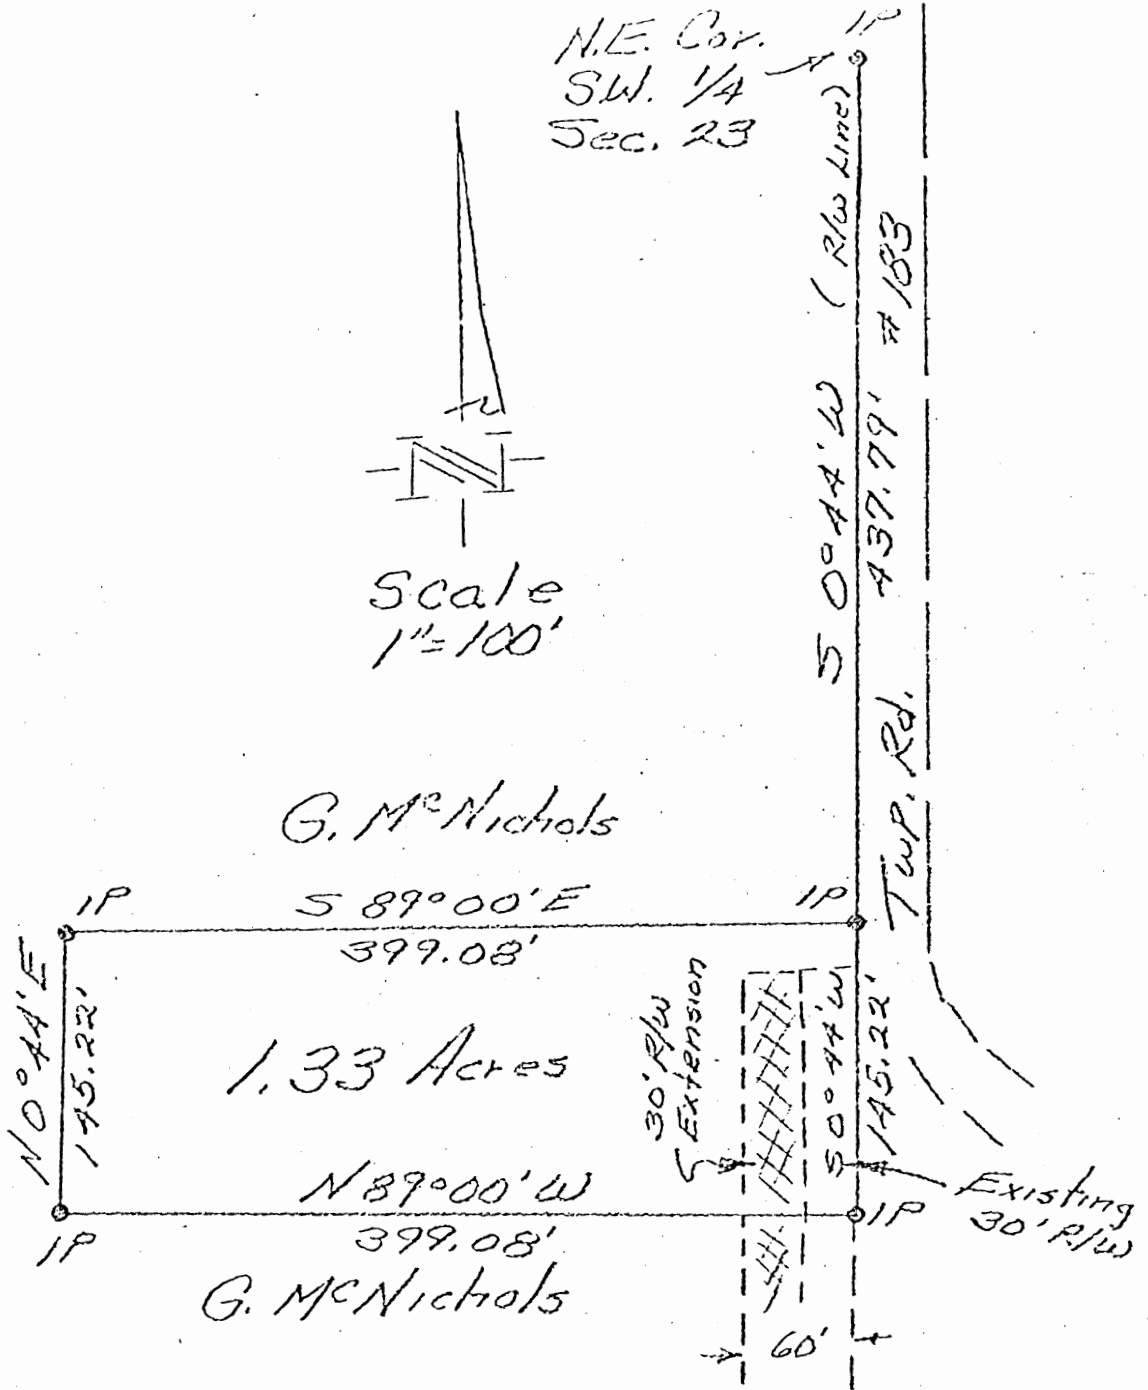 IP
N.E. Cor.
S.W. 1/4
Sec. 23
S 0°44'W (R/W Line)
437.79' # 183
Twp. Rd.
N
Scale
1"=100'
G. McNichols
IP
S 89°00'E
IP
399.08'
N 0°44'E
145.22'
1.33 Acres
30' R/W
Extension
S 0°44'W
145.22'
N 89°00'W
IP
399.08'
IP
Existing
30' R/W
G. McNichols
60'